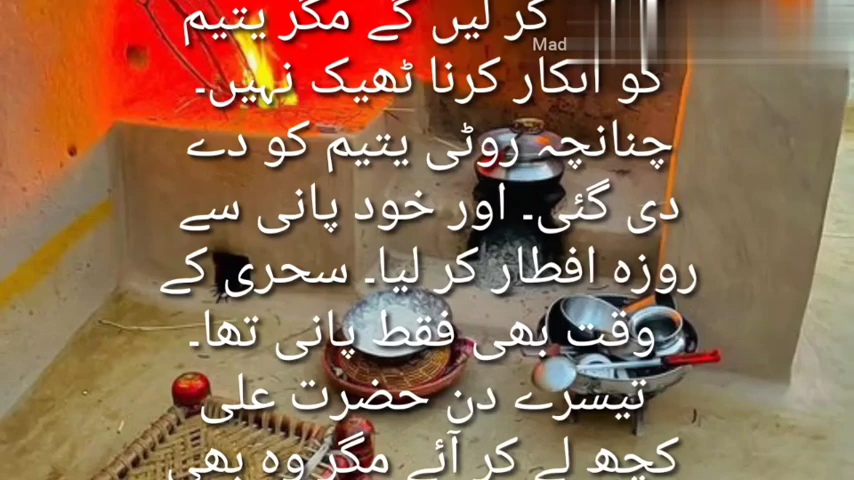 کر لیں گے مگر یتیم
Mad
کو انکار کرنا ٹھیک نہیں۔
چنانچہ روٹی یتیم کو دے
دی گئی۔ اور خود پانی سے
روزہ افطار کر لیا۔ سحری کے
وقت بھی فقط پانی تھا۔
تیسرے دن حضرت علی
کچھ لے کر آئے مگر وہ بھی